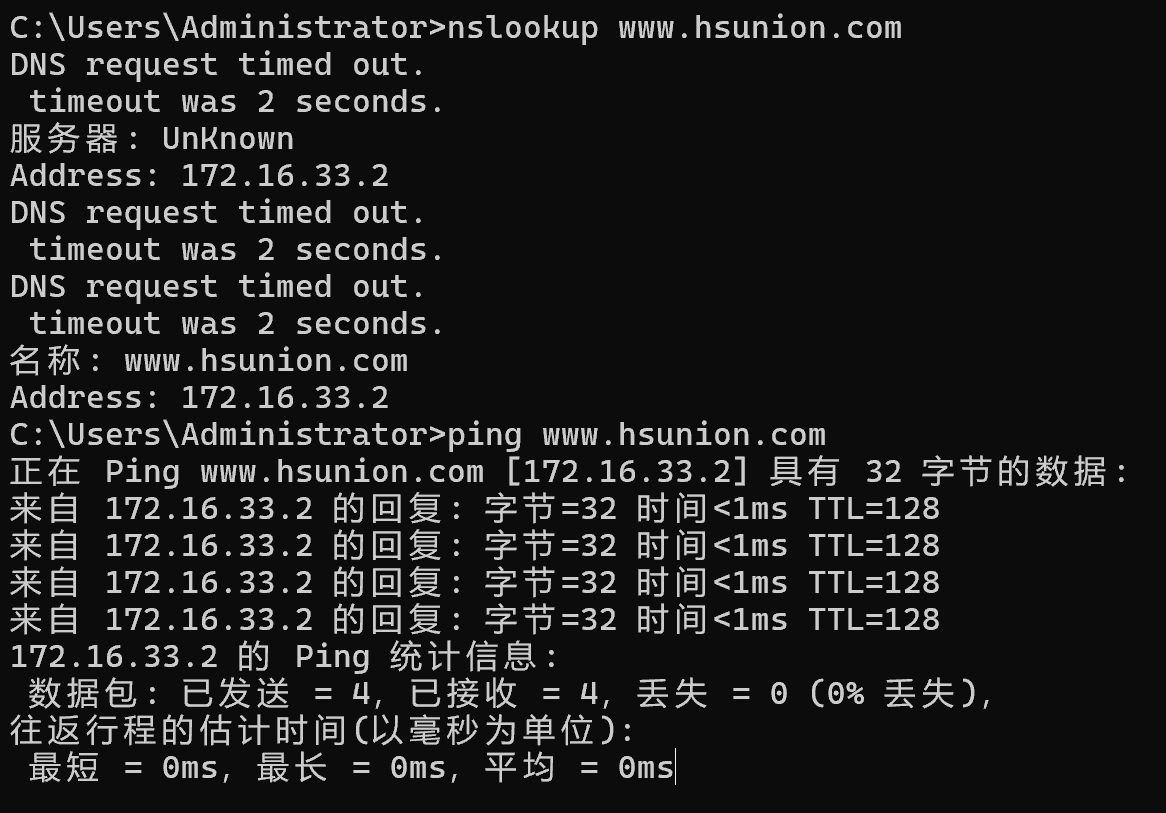 C:\Users\Administrator>nslookup www.hsunion.com
DNS request timed out.
 timeout was 2 seconds.
服务器: UnKnown
Address: 172.16.33.2
DNS request timed out.
 timeout was 2 seconds.
DNS request timed out.
 timeout was 2 seconds.
名称: www.hsunion.com
Address: 172.16.33.2
C:\Users\Administrator>ping www.hsunion.com
正在 Ping www.hsunion.com [172.16.33.2] 具有 32 字节的数据:
来自 172.16.33.2 的回复: 字节=32 时间<1ms TTL=128
来自 172.16.33.2 的回复: 字节=32 时间<1ms TTL=128
来自 172.16.33.2 的回复: 字节=32 时间<1ms TTL=128
来自 172.16.33.2 的回复: 字节=32 时间<1ms TTL=128
172.16.33.2 的 Ping 统计信息:
 数据包: 已发送 = 4, 已接收 = 4, 丢失 = 0 (0% 丢失),
往返行程的估计时间(以毫秒为单位):
 最短 = 0ms, 最长 = 0ms, 平均 = 0ms